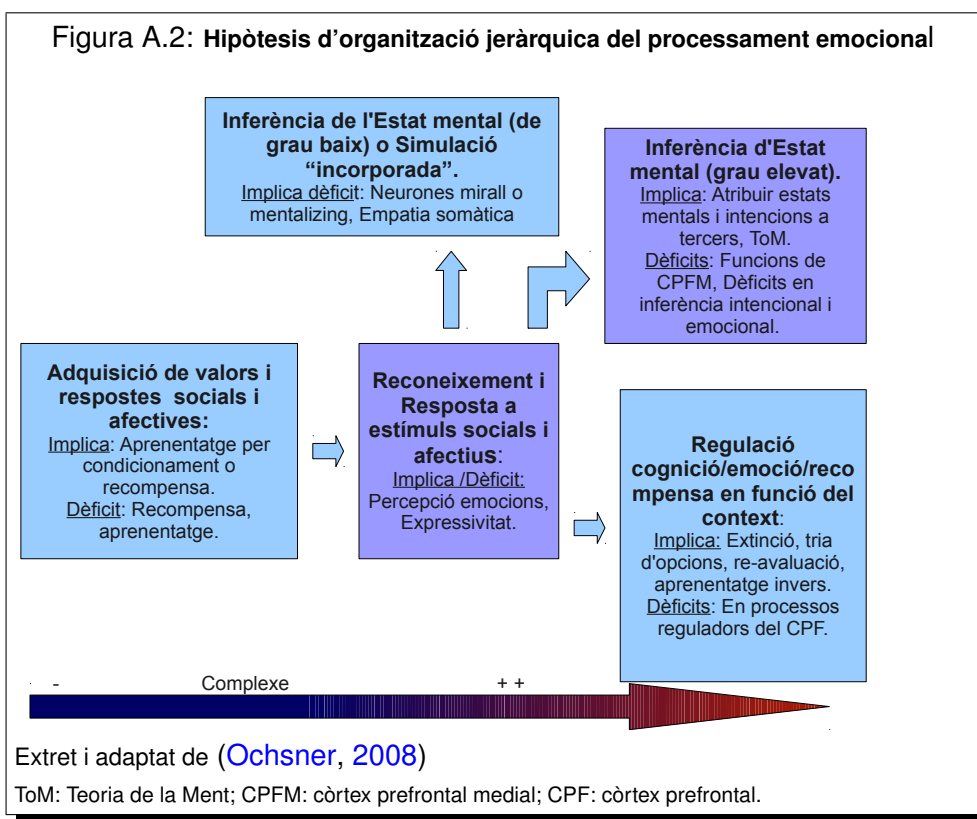 Figura A.2: Hipòtesis d'organització jeràrquica del processament emocional
Inferència de l'Estat mental (de
grau baix) o Simulació
“incorporada”.
Implica dèficit: Neurones mirall o
mentalizing, Empatia somàtica
Inferència d'Estat
mental (grau elevat).
Implica: Atribuir estats
mentals i intencions a
tercers, ToM.
Dèficits: Funcions de
CPFM, Dèficits en
inferència intencional i
emocional.
Adquisició de valors i
respostes socials i
afectives:
Implica: Aprenentatge per
condicionament o
recompensa.
Dèficit: Recompensa,
aprenentatge.
Reconeixement i
Resposta a
estímuls socials i
afectius:
Implica /Dèficit:
Percepció emocions,
Expressivitat.
Regulació
cognició/emoció/reco
mpensa en funció del
context:
Implica: Extinció, tria
d'opcions, re-avaluació,
aprenentatge invers.
Dèficits: En processos
reguladors del CPF.
- Complexe + +
Extret i adaptat de (Ochsner, 2008)
ToM: Teoria de la Ment; CPFM: còrtex prefrontal medial; CPF: còrtex prefrontal.